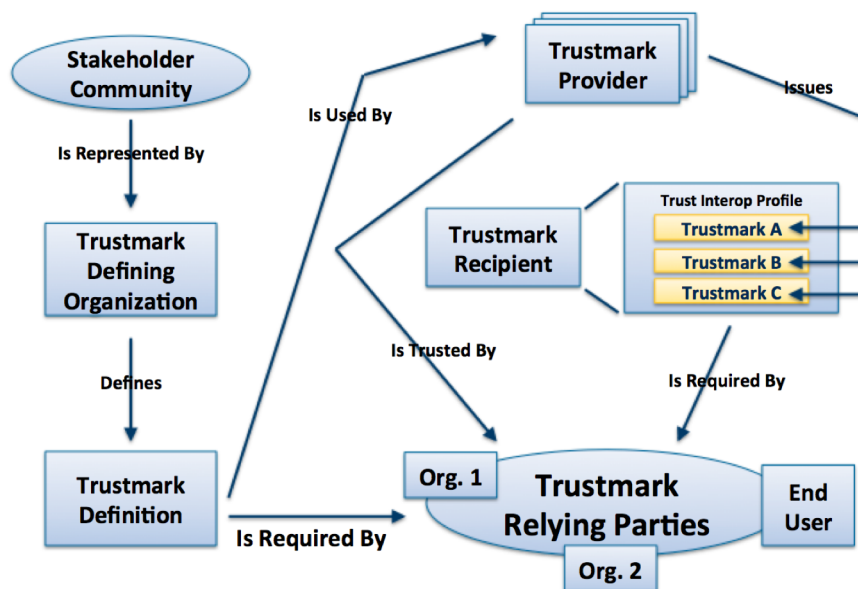 Stakeholder
Community
Is Represented By
Trustmark
Defining
Organization
Defines
Trustmark
Definition
Is Used By
Is Required By
Trustmark
Provider
Issues
Trustmark
Recipient
Trust Interop Profile
Trustmark A
Trustmark B
Trustmark C
Is Trusted By
Is Required By
Org. 1
Trustmark
Relying Parties
End
User
Org. 2